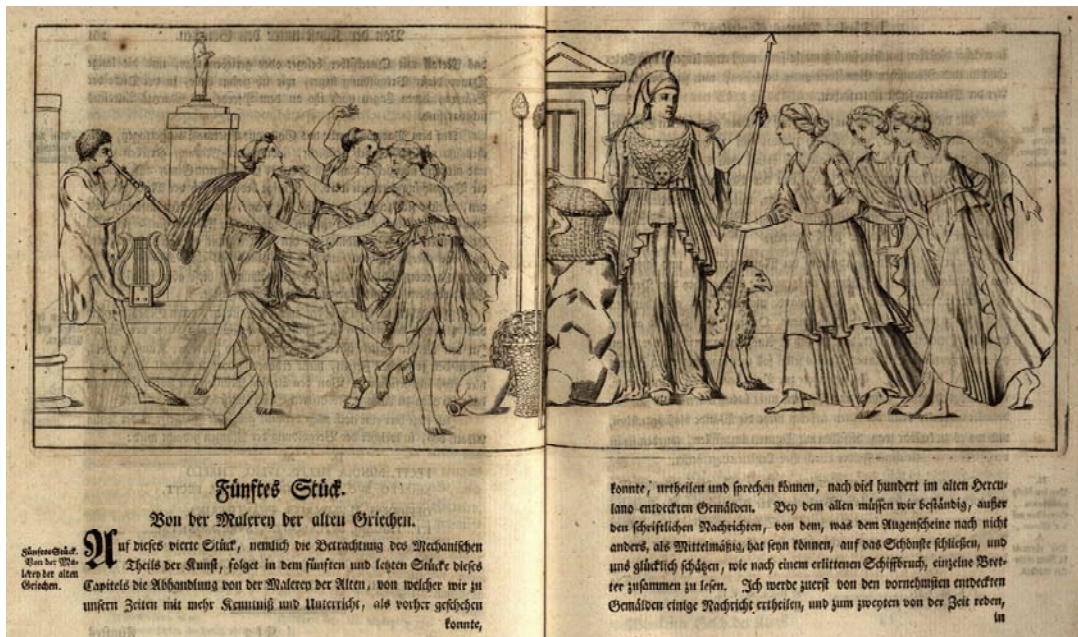 Fünftes Stück.
Von der Malerey der alten Griechen.
Fünftes Stück.
Von der Ma-
lerey der alten
Griechen.
Auf dieses vierte Stück, nemlich die Betrachtung des Mechanischen
Theils der Kunst, folget in dem fünften und letzten Stücke dieses
Capitels die Abhandlung von der Malerey der Alten, von welcher wir zu
unsern Zeiten mit mehr Kenntniß und Unterricht, als vorher geschehen
konnte,
konnte, urtheilen und sprechen können, nach viel hundert im alten Hercu-
lano entdeckten Gemälden. Bey dem allen müssen wir beständig, außer
den schriftlichen Nachrichten, von dem, was dem Augenscheine nach nicht
anders, als Mittelmäßig, hat seyn können, auf das Schönste schließen, und
uns glücklich schätzen, wie nach einem erlittenen Schiffbruch, einzelne Bret-
ter zusammen zu lesen. Ich werde zuerst von den vornehmsten entdeckten
Gemälden einige Nachricht ertheilen, und zum zweyten von der Zeit reden,
in